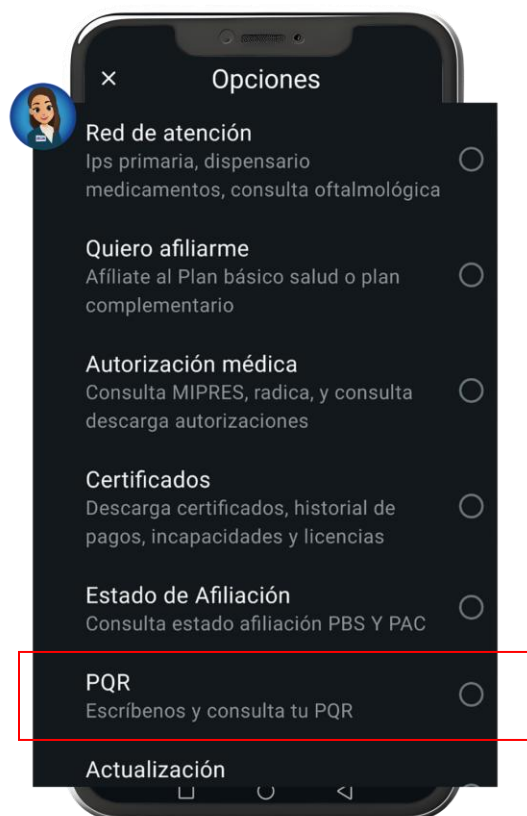 Opciones
Red de atención
Ips primaria, dispensario
medicamentos, consulta oftalmológica
Quiero afiliarme
Afíliate al Plan básico salud o plan
complementario
Autorización médica
Consulta MIPRES, radica, y consulta
descarga autorizaciones
Certificados
Descarga certificados, historial de
pagos, incapacidades y licencias
Estado de Afiliación
Consulta estado afiliación PBS Y PAC
PQR
Escríbenos y consulta tu PQR
Actualización